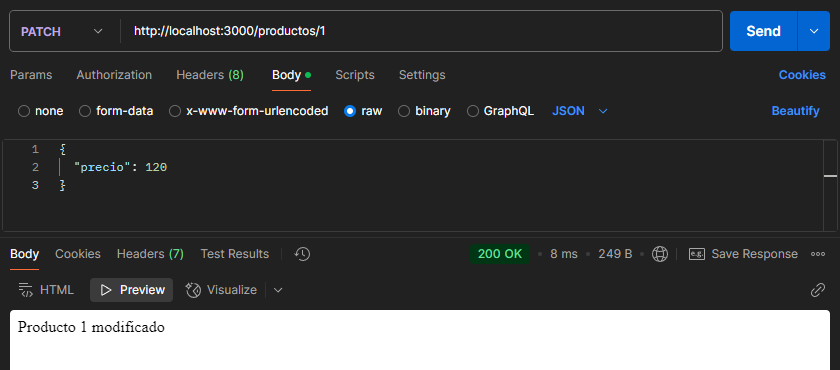 PATCH http://localhost:3000/productos/1 Send
Params Authorization Headers (8) Body Scripts Settings Cookies
none form-data x-www-form-urlencoded raw binary GraphQL JSON Beautify
1 {
2 "precio": 120
3 }
Body Cookies Headers (7) Test Results 200 OK • 8 ms • 249 B e.g. Save Response
HTML Preview Visualize
Producto 1 modificado